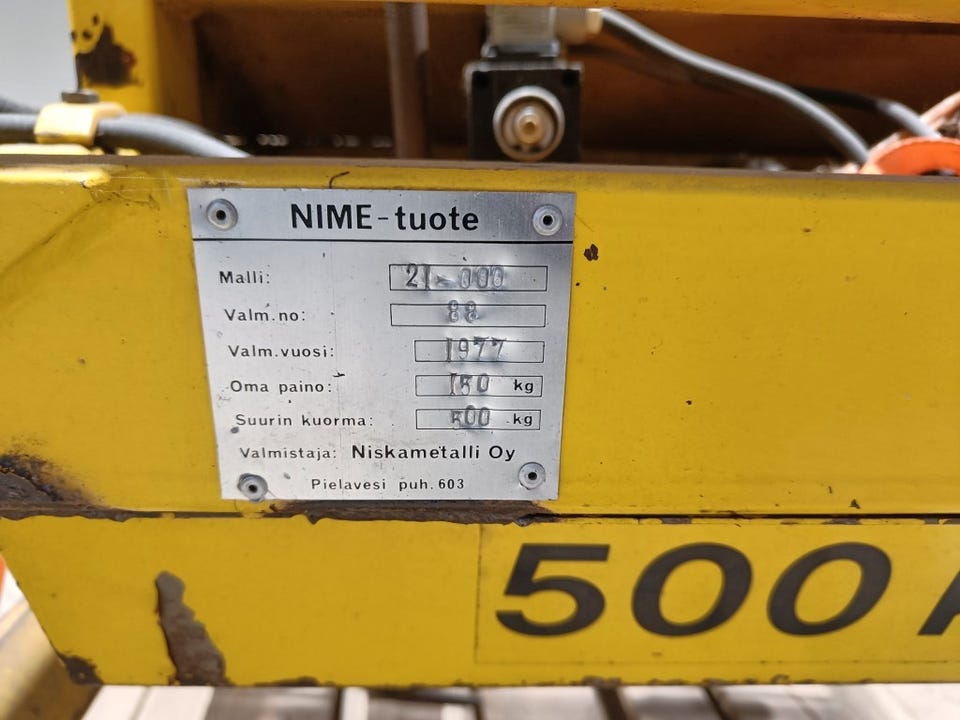 NIME-tuote
Malli: 21-000
Valm.no: 88
Valm.vuosi: 1977
Oma paino: 150 kg
Suurin kuorma: 500 kg
Valmistaja: Niskametalli Oy
Pielavesi puh. 603
500